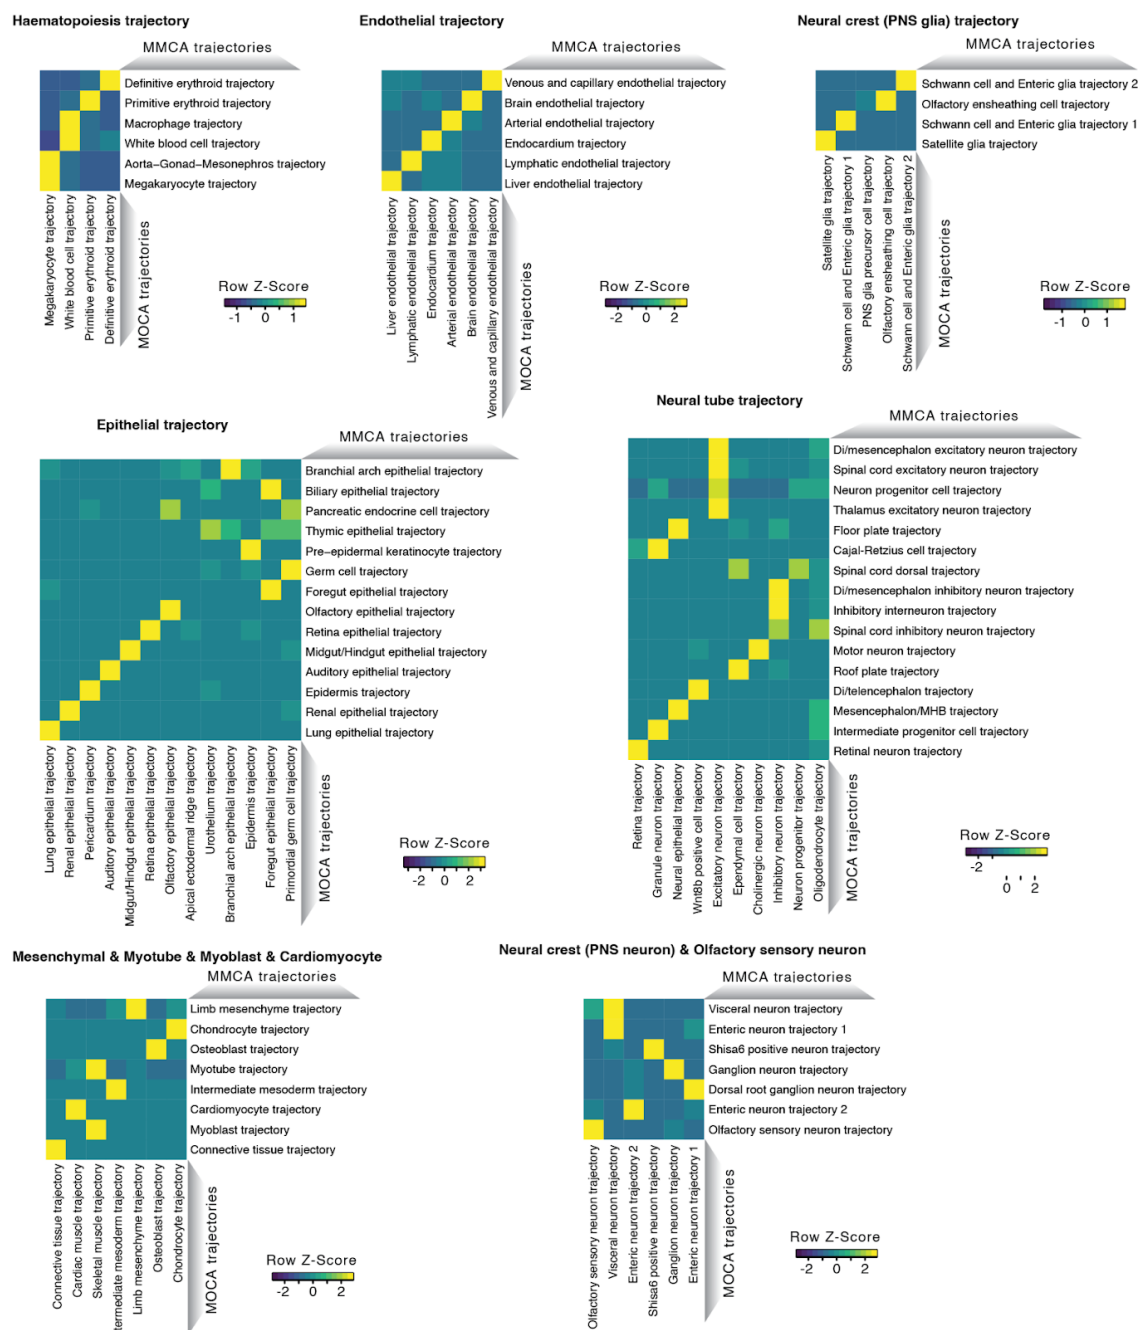 Haematopoiesis trajectory
MMCA trajectories
Definitive erythroid trajectory
Primitive erythroid trajectory
Macrophage trajectory
White blood cell trajectory
Aorta–Gonad–Mesonephros trajectory
Megakaryocyte trajectory
Megakaryocyte trajectory
White blood cell trajectory
Primitive erythroid trajectory
Definitive erythroid trajectory
MOCA trajectories
Row Z-Score
-1 0 1
Endothelial trajectory
MMCA trajectories
Venous and capillary endothelial trajectory
Brain endothelial trajectory
Arterial endothelial trajectory
Endocardium trajectory
Lymphatic endothelial trajectory
Liver endothelial trajectory
Liver endothelial trajectory
Lymphatic endothelial trajectory
Endocardium trajectory
Arterial endothelial trajectory
Brain endothelial trajectory
Venous and capillary endothelial trajectory
MOCA trajectories
Row Z-Score
-2 0 2
Neural crest (PNS glia) trajectory
MMCA trajectories
Schwann cell and Enteric glia trajectory 2
Olfactory ensheathing cell trajectory
Schwann cell and Enteric glia trajectory 1
Satellite glia trajectory
Satellite glia trajectory
Schwann cell and Enteric glia trajectory 1
PNS glia precursor cell trajectory
Olfactory ensheathing cell trajectory
Schwann cell and Enteric glia trajectory 2
MOCA trajectories
Row Z-Score
-1 0 1
Epithelial trajectory
MMCA trajectories
Branchial arch epithelial trajectory
Biliary epithelial trajectory
Pancreatic endocrine cell trajectory
Thymic epithelial trajectory
Pre–epidermal keratinocyte trajectory
Germ cell trajectory
Foregut epithelial trajectory
Olfactory epithelial trajectory
Retina epithelial trajectory
Midgut/Hindgut epithelial trajectory
Auditory epithelial trajectory
Epidermis trajectory
Renal epithelial trajectory
Lung epithelial trajectory
Lung epithelial trajectory
Renal epithelial trajectory
Pericardium trajectory
Auditory epithelial trajectory
Midgut/Hindgut epithelial trajectory
Retina epithelial trajectory
Olfactory epithelial trajectory
Apical ectodermal ridge trajectory
Urothelium trajectory
Branchial arch epithelial trajectory
Epidermis trajectory
Foregut epithelial trajectory
Primordial germ cell trajectory
MOCA trajectories
Row Z-Score
-2 0 2
Neural tube trajectory
MMCA trajectories
Di/mesencephalon excitatory neuron trajectory
Spinal cord excitatory neuron trajectory
Neuron progenitor cell trajectory
Thalamus excitatory neuron trajectory
Floor plate trajectory
Cajal-Retzius cell trajectory
Spinal cord dorsal trajectory
Di/mesencephalon inhibitory neuron trajectory
Inhibitory interneuron trajectory
Spinal cord inhibitory neuron trajectory
Motor neuron trajectory
Roof plate trajectory
Di/telencephalon trajectory
Mesencephalon/MHB trajectory
Intermediate progenitor cell trajectory
Retinal neuron trajectory
Retina trajectory
Granule neuron trajectory
Neural epithelial trajectory
Wnt8b positive cell trajectory
Excitatory neuron trajectory
Ependymal cell trajectory
Cholinergic neuron trajectory
Inhibitory neuron trajectory
Neuron progenitor trajectory
Oligodendrocyte trajectory
MOCA trajectories
Row Z-Score
-2 0 2
Mesenchymal & Myotube & Myoblast & Cardiomyocyte
MMCA trajectories
Limb mesenchyme trajectory
Chondrocyte trajectory
Osteoblast trajectory
Myotube trajectory
Intermediate mesoderm trajectory
Cardiomyocyte trajectory
Myoblast trajectory
Connective tissue trajectory
Connective tissue trajectory
Cardiac muscle trajectory
Skeletal muscle trajectory
ntermediate mesoderm trajectory
Limb mesenchyme trajectory
Osteoblast trajectory
Chondrocyte trajectory
MOCA trajectories
Row Z-Score
-2 0 2
Neural crest (PNS neuron) & Olfactory sensory neuron
MMCA trajectories
Visceral neuron trajectory
Enteric neuron trajectory 1
Shisa6 positive neuron trajectory
Ganglion neuron trajectory
Dorsal root ganglion neuron trajectory
Enteric neuron trajectory 2
Olfactory sensory neuron trajectory
Olfactory sensory neuron trajectory
Visceral neuron trajectory
Enteric neuron trajectory 2
Shisa6 positive neuron trajectory
Ganglion neuron trajectory
Enteric neuron trajectory 1
MOCA trajectories
Row Z-Score
-2 0 2